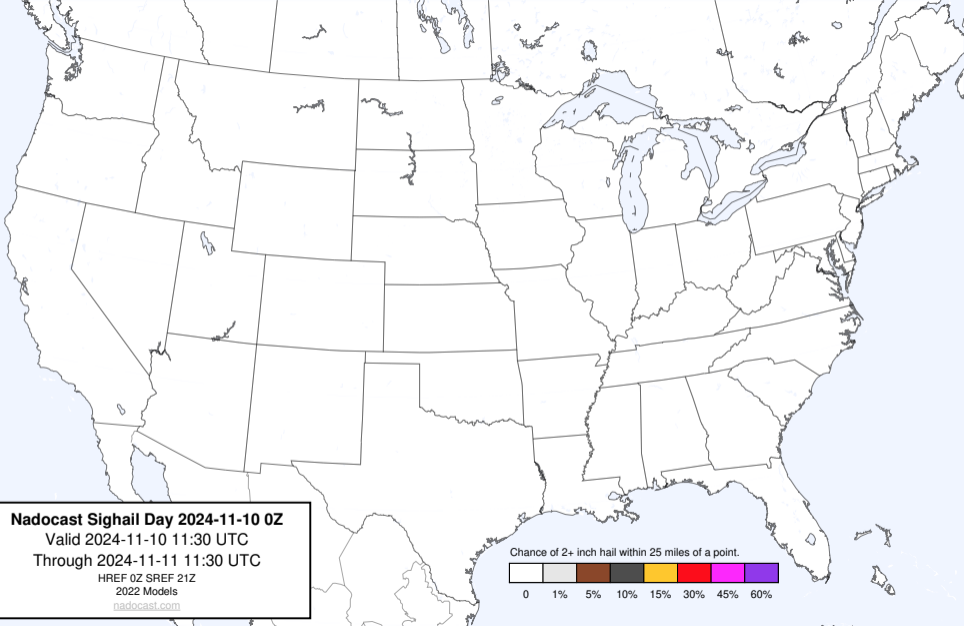 Nadocast Sighail Day 2024-11-10 0Z
Valid 2024-11-10 11:30 UTC
Through 2024-11-11 11:30 UTC
HREF 0Z SREF 21Z
2022 Models
nadocast.com
Chance of 2+ inch hail within 25 miles of a point.
0 1% 5% 10% 15% 30% 45% 60%